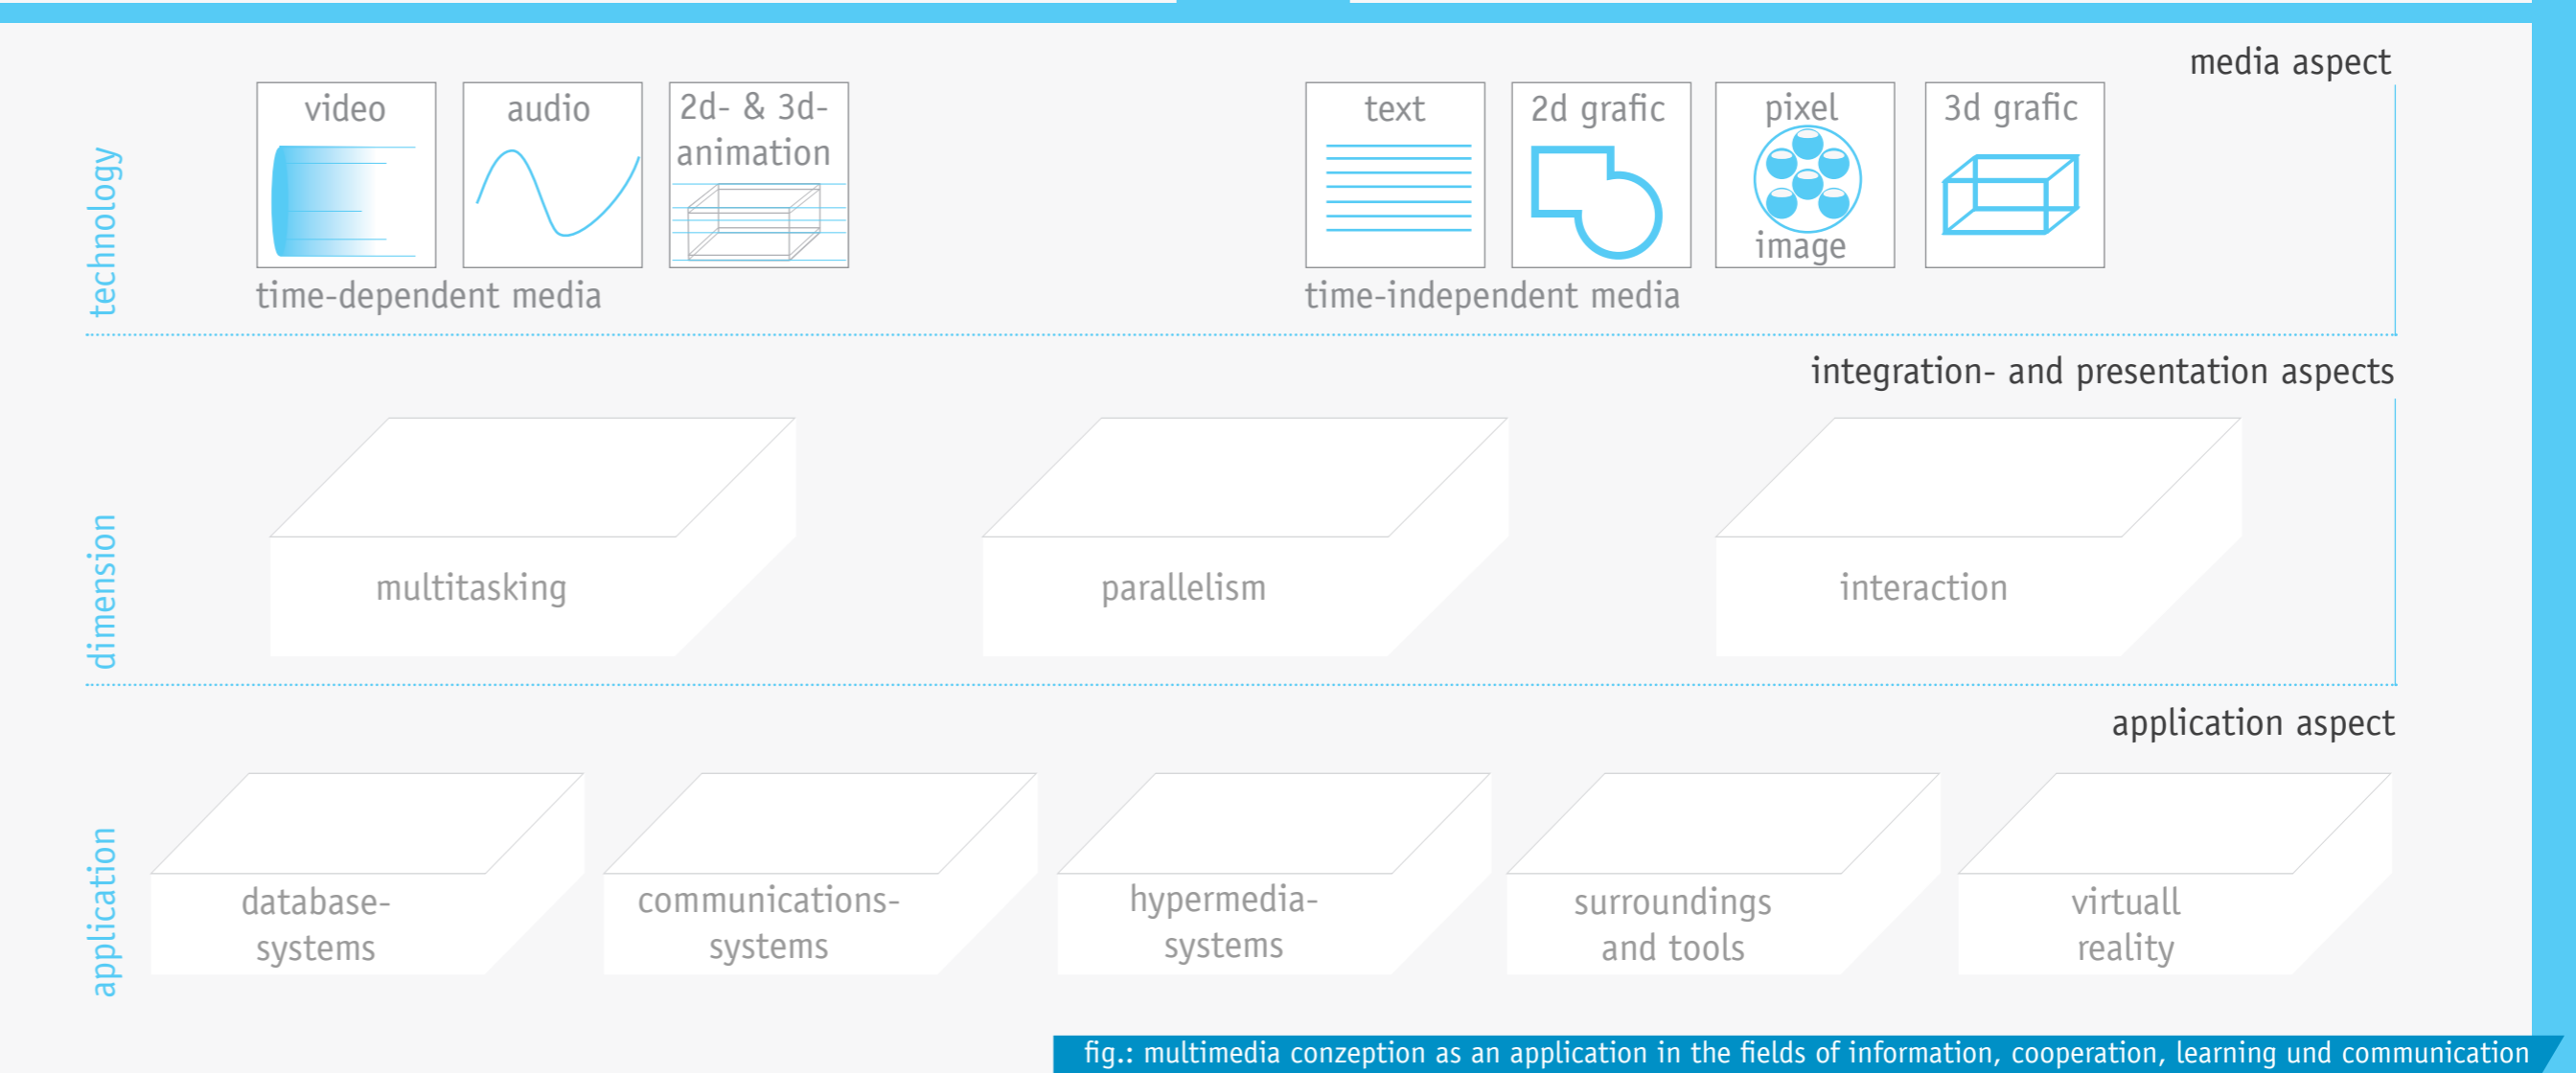 media aspect
technology
video
audio
2d- & 3d-
animation
time-dependent media
text
2d grafic
pixel
image
3d grafic
time-independent media
integration- and presentation aspects
dimension
multitasking
parallelism
interaction
application aspect
application
database-
systems
communications-
systems
hypermedia-
systems
surroundings
and tools
virtuall
reality
fig.: multimedia conzeption as an application in the fields of information, cooperation, learning und communication